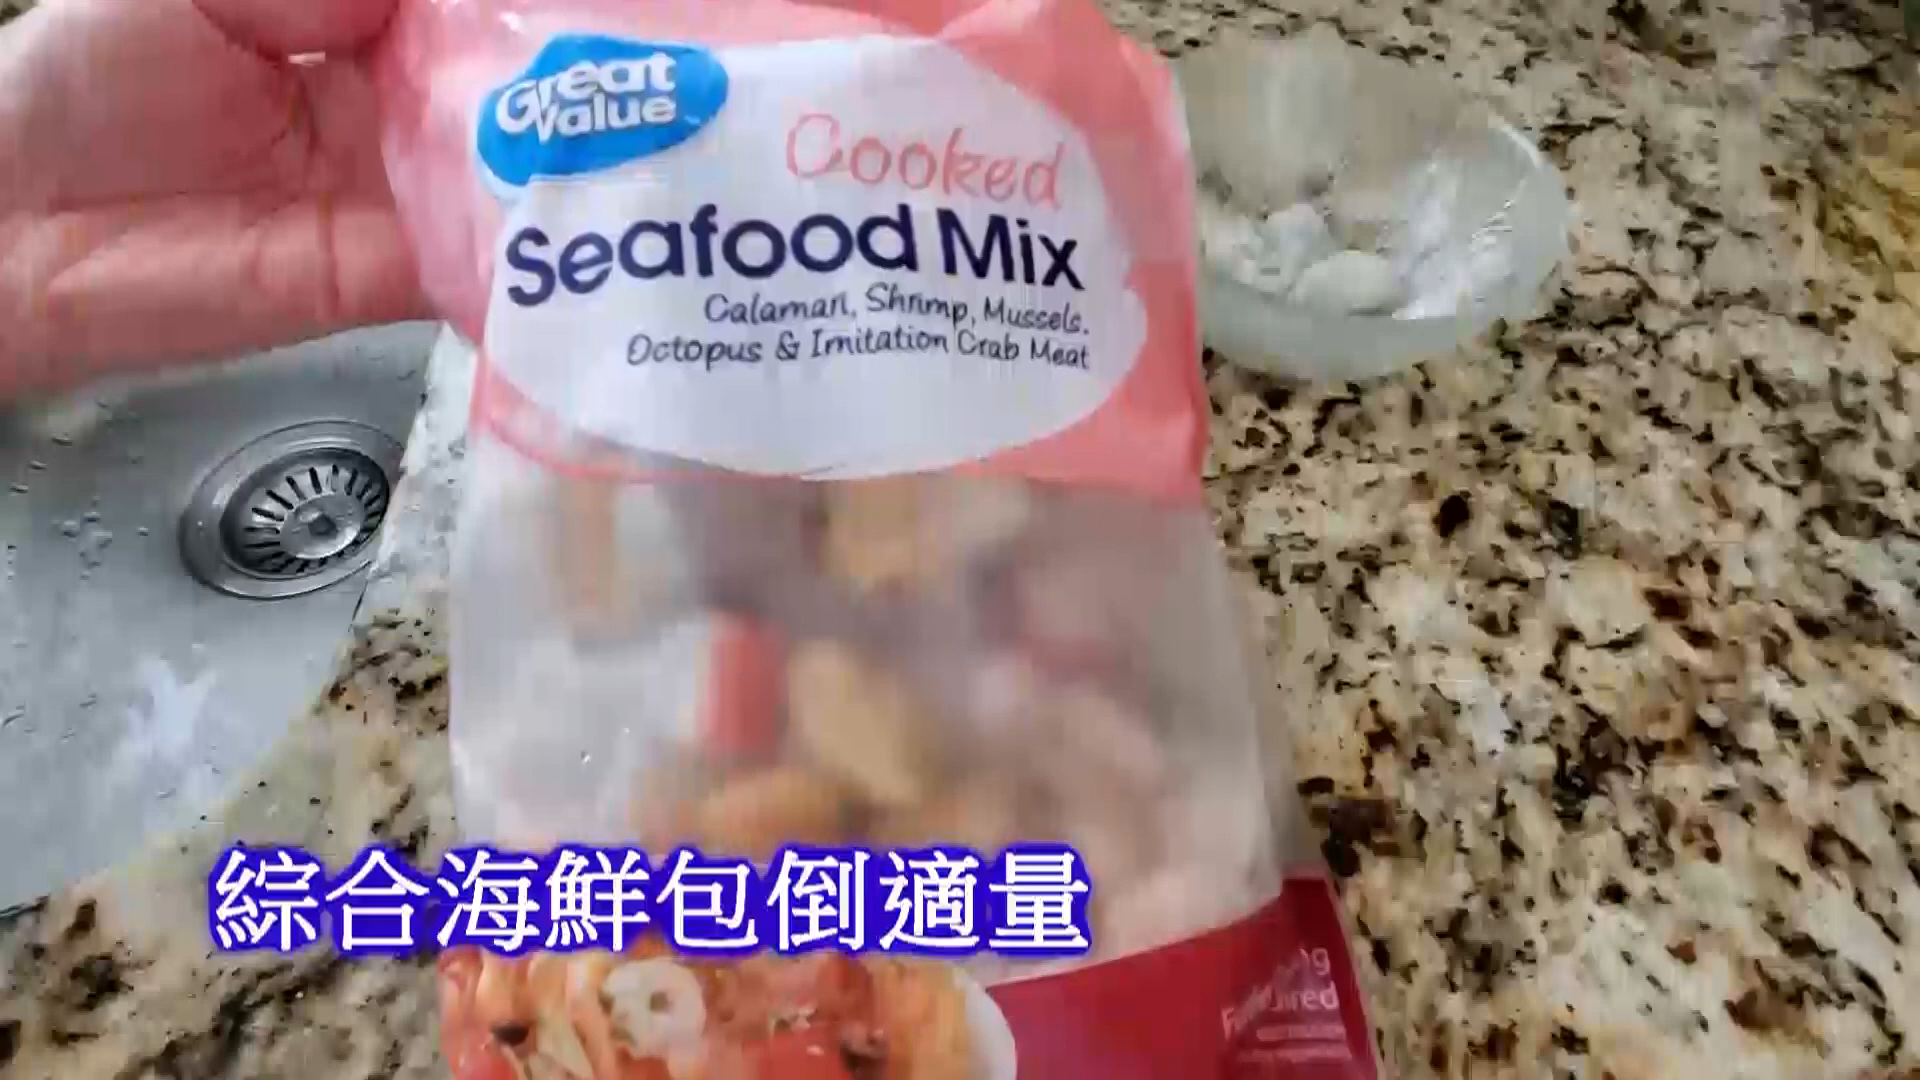 Great
Value
Cooked
Seafood Mix
Calamari, Shrimp, Mussels,
Octopus & Imitation Crab Meat
綜合海鮮包倒適量